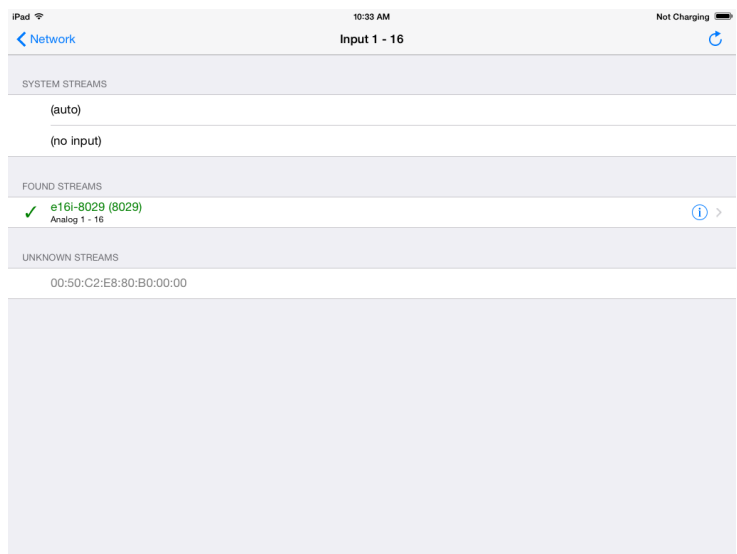 iPad 10:33 AM Not Charging
Network Input 1 - 16
SYSTEM STREAMS
(auto)
(no input)
FOUND STREAMS
✓ e16i-8029 (8029)
Analog 1 - 16
UNKNOWN STREAMS
00:50:C2:E8:80:B0:00:00